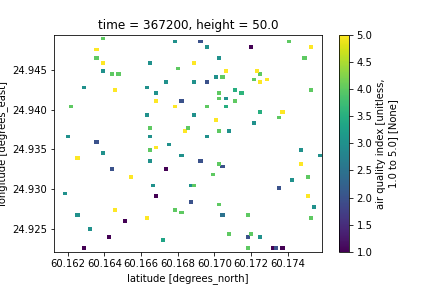 time = 367200, height = 50.0
longitude [degrees_east]
24.945
24.940
24.935
24.930
24.925
60.162 60.164 60.166 60.168 60.170 60.172 60.174
latitude [degrees_north]
5.0
4.5
4.0
3.5
3.0
2.5
2.0
1.5
1.0
air quality index [unitless,
1.0 to 5.0] [None]